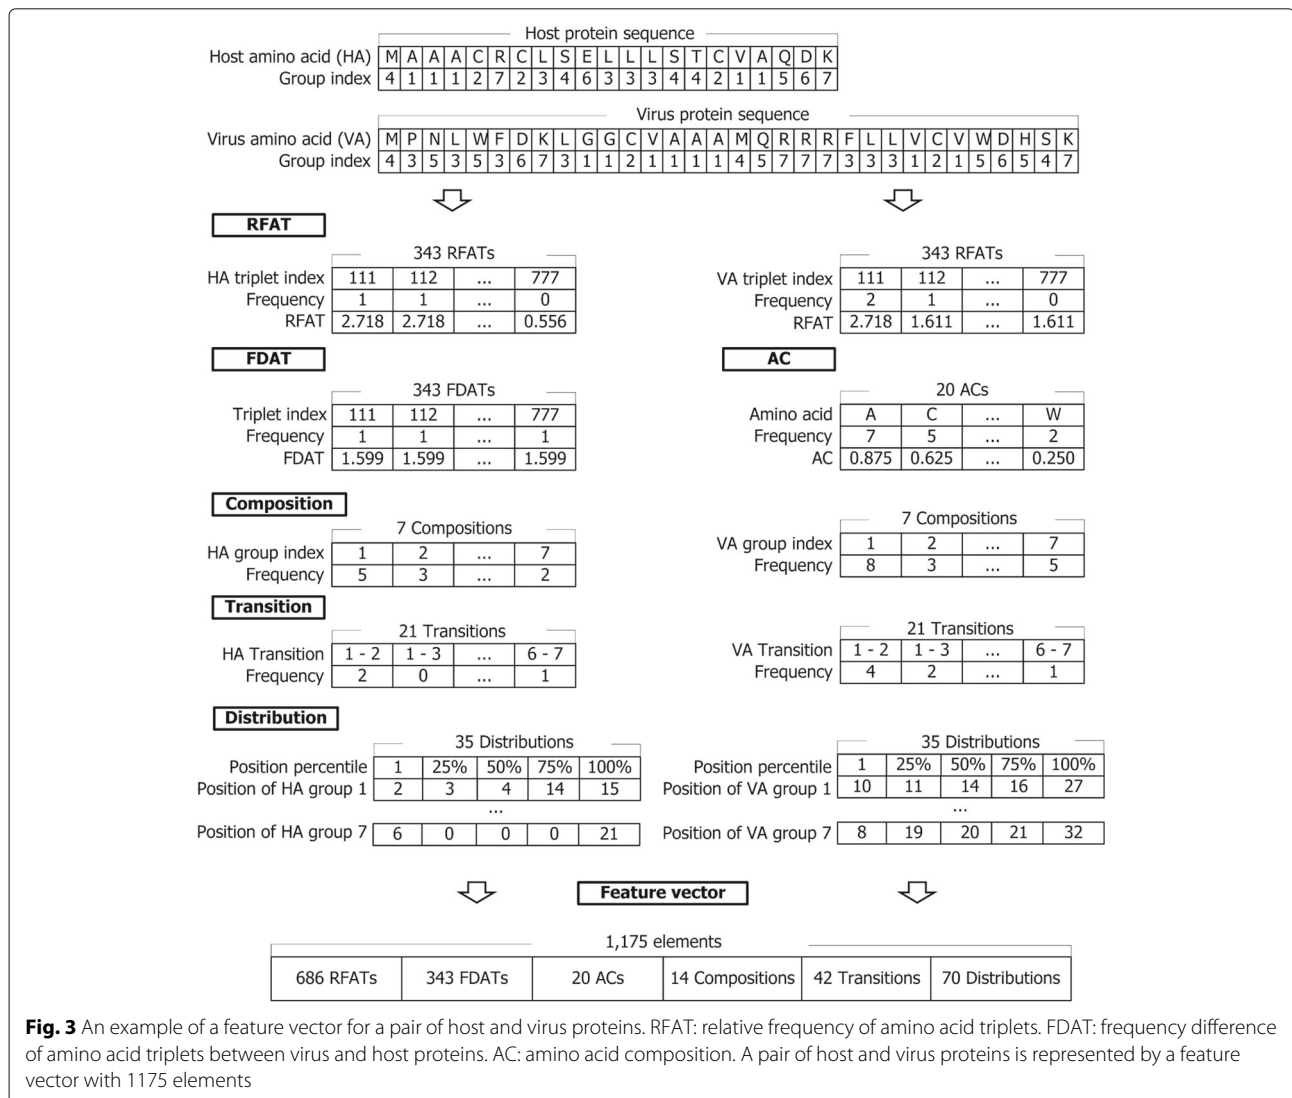 Host protein sequence
Host amino acid (HA) M A A A C R C L S E L L L S T C V A Q D K
Group index 4 1 1 1 2 7 2 3 4 6 3 3 3 4 4 2 1 1 5 6 7
Virus protein sequence
Virus amino acid (VA) M P N L W F D K L G G C V A A A M Q R R R F L L V C V W D H S K
Group index 4 3 5 3 5 3 6 7 3 1 1 2 1 1 1 1 4 5 7 7 7 3 3 3 1 2 1 5 6 5 4 7
RFAT
343 RFATs
HA triplet index 111 112 ... 777
Frequency 1 1 0
RFAT 2.718 2.718 ... 0.556
343 RFATs
VA triplet index 111 112 ... 777
Frequency 2 1 ... 0
RFAT 2.718 1.611 ... 1.611
FDAT
343 FDATs
Triplet index 111 112 ... 777
Frequency 1 1 ... 1
FDAT 1.599 1.599 ... 1.599
AC
20 ACs
Amino acid A C ... W
Frequency 7 5 ... 2
AC 0.875 0.625 ... 0.250
Composition
7 Compositions
HA group index 1 2 ... 7
Frequency 5 3 ... 2
7 Compositions
VA group index 1 2 ... 7
Frequency 8 3 ... 5
Transition
21 Transitions
HA Transition 1 - 2 1 - 3 ... 6 - 7
Frequency 2 0 ... 1
21 Transitions
VA Transition 1 - 2 1 - 3 ... 6 - 7
Frequency 4 2 ... 1
Distribution
35 Distributions
Position percentile 1 25% 50% 75% 100%
Position of HA group 1 2 3 4 14 15
...
Position of HA group 7 6 0 0 0 21
35 Distributions
Position percentile 1 25% 50% 75% 100%
Position of VA group 1 10 11 14 16 27
...
Position of VA group 7 8 19 20 21 32
Feature vector
1,175 elements
686 RFATs 343 FDATs 20 ACs 14 Compositions 42 Transitions 70 Distributions
Fig. 3 An example of a feature vector for a pair of host and virus proteins. RFAT: relative frequency of amino acid triplets. FDAT: frequency difference
of amino acid triplets between virus and host proteins. AC: amino acid composition. A pair of host and virus proteins is represented by a feature
vector with 1175 elements